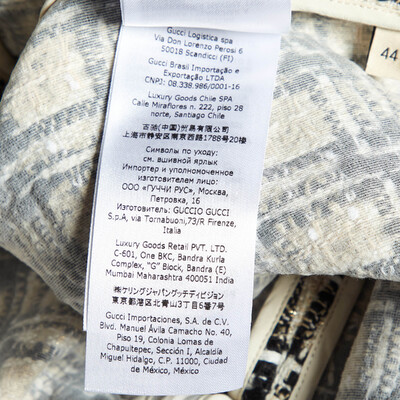 Gucci Logistica spa
Via Don Lorenzo Perosi 6
50018 Scandicci (FI)
Gucci Brasil Importação e
Exportação LTDA
CNPJ: 08.338.986/0001-16
Luxury Goods Chile SPA
Calle Miraflores n. 222, piso 28
norte, Santiago Chile
古驰(中国)贸易有限公司
上海市静安区南京西路1788号20楼
Символы по уходу:
см. вшивной ярлык
Импортер и уполномоченное
изготовителем лицо:
ООО «ГУЧЧИ РУС», Москва,
Петровка, 16
Изготовитель: GUCCIO GUCCI
S.p.A, via Tornabuoni,73/R Firenze,
Italia
Luxury Goods Retail PVT. LTD.
C-601, One BKC, Bandra Kurla
Complex, "G" Block, Bandra (E)
Mumbai Maharashtra 400051 India
㈱ケリングジャパングッチディビジョン
東京都港区南青山3丁目6番1号
Gucci Importaciones, S.A. de C.V.
Blvd. Manuel Ávila Camacho No. 40,
Piso 19, Colonia Lomas de
Chapultepec, Sección I, Alcaldía
Miguel Hidalgo, C.P. 11000, Ciudad
de México, México
44